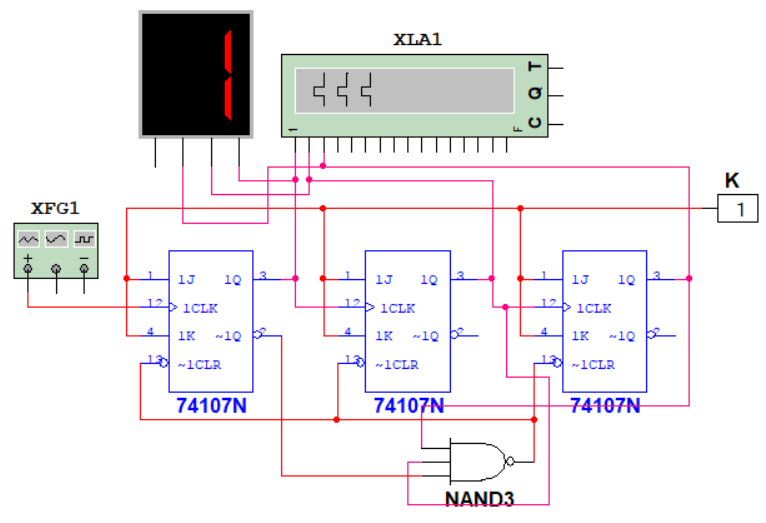 XLA1
T
Q
C
1
F
K
1
XFG1
+
−
1
1J
1Q
3
12
1CLK
4
1K
~1Q
2
13
~1CLR
74107N
1
1J
1Q
3
12
1CLK
4
1K
~1Q
2
13
~1CLR
74107N
1
1J
1Q
3
12
1CLK
4
1K
~1Q
2
13
~1CLR
74107N
NAND3